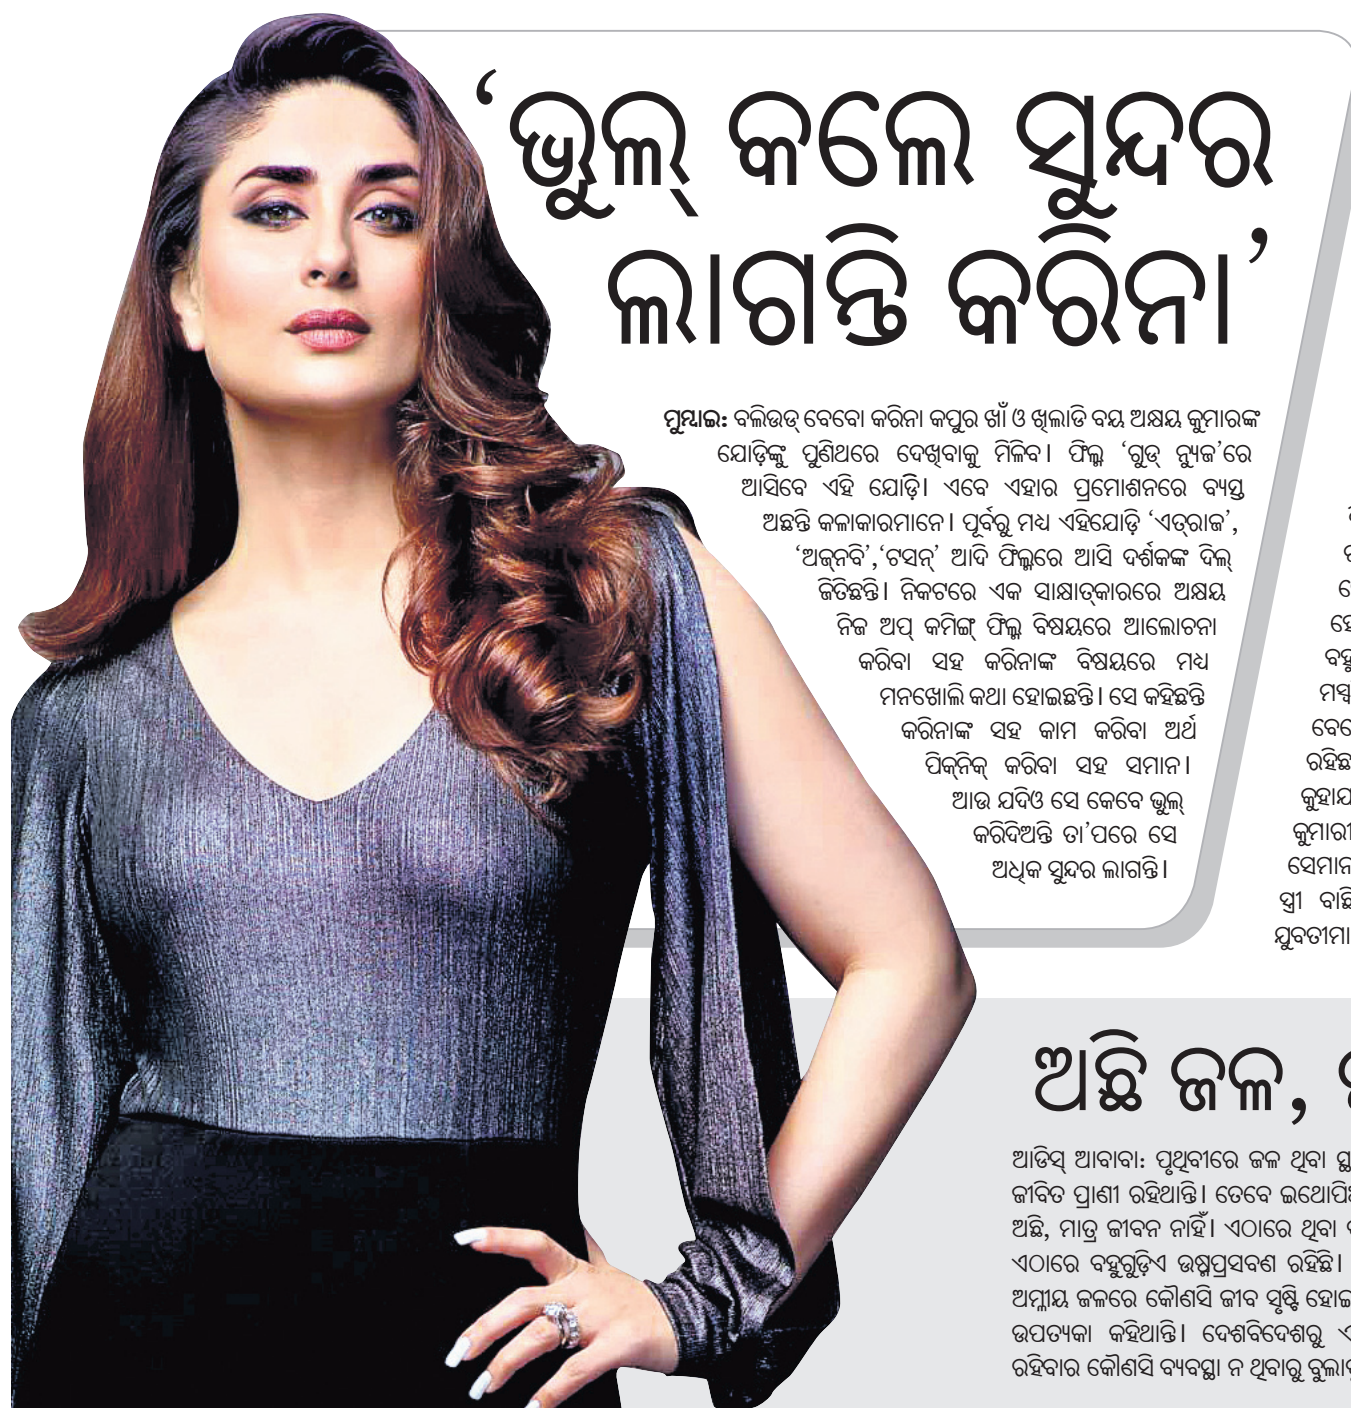 ‘ଭୁଲ୍ କଲେ ସୁନ୍ଦର
ଲାଗନ୍ତି କରିନା’
ମୁମ୍ବାଇ: ବଲିଉଡ୍ ବେବୋ କରିନା କପୁର ଖାଁ ଓ ଖିଲାଡି ବୟ ଅକ୍ଷୟ କୁମାରଙ୍କ
ଯୋଡ଼ିଙ୍କୁ ପୁଣିଥରେ ଦେଖିବାକୁ ମିଳିବ। ଫିଲ୍ମ ‘ଗୁଡ୍ ନ୍ୟୁଜ’ରେ
ଆସିବେ ଏହି ଯୋଡ଼ି। ଏବେ ଏହାର ପ୍ରମୋଶନରେ ବ୍ୟସ୍ତ
ଅଛନ୍ତି କଳାକାରମାନେ। ପୂର୍ବରୁ ମଧ୍ୟ ଏହିଯୋଡ଼ି ‘ଏତ୍‌ରାଜ’,
‘ଅଜ୍‌ନବି’,‘ଟସନ୍’ ଆଦି ଫିଲ୍ମରେ ଆସି ଦର୍ଶକଙ୍କ ଦିଲ୍
ଜିତିଛନ୍ତି। ନିକଟରେ ଏକ ସାକ୍ଷାତ୍‌କାରରେ ଅକ୍ଷୟ
ନିଜ ଅପ୍ କମିଙ୍ଗ୍ ଫିଲ୍ମ ବିଷୟରେ ଆଲୋଚନା
କରିବା ସହ କରିନାଙ୍କ ବିଷୟରେ ମଧ୍ୟ
ମନଖୋଲି କଥା ହୋଇଛନ୍ତି। ସେ କହିଛନ୍ତି
କରିନାଙ୍କ ସହ କାମ କରିବା ଅର୍ଥ
ପିକ୍‌ନିକ୍ କରିବା ସହ ସମାନ।
ଆଉ ଯଦିଓ ସେ କେବେ ଭୁଲ୍
କରିଦିଅନ୍ତି ତା’ପରେ ସେ
ଅଧିକ ସୁନ୍ଦର ଲାଗନ୍ତି।
ବହୁ
ରହିଛ
କୁହାଯ
କୁମାରୀ
ସେମାନ
ସ୍ତ୍ରୀ ବାଛି
ଯୁବତୀମା
ଅଛି ଜଳ,
ଆଡିସ୍ ଆବାବା: ପୃଥିବୀରେ ଜଳ ଥିବା
ଜୀବିତ ପ୍ରାଣୀ ରହିଥାନ୍ତି। ତେବେ ଇଥୋପିଆ
ଅଛି, ମାତ୍ର ଜୀବନ ନାହିଁ। ଏଠାରେ ଥିବା
ଏଠାରେ ବହୁଗୁଡ଼ିଏ ଉଷ୍ମପ୍ରସବଣ ରହିଛି।
ଅମ୍ଳୀୟ ଜଳରେ କୌଣସି ଜୀବ ସୃଷ୍ଟି ହୋଇ
ଉପତ୍ୟକା କହିଥାନ୍ତି। ଦେଶବିଦେଶରୁ ଏ
ରହିବାର କୌଣସି ବ୍ୟବସ୍ଥା ନ ଥିବାରୁ ବୁଲା